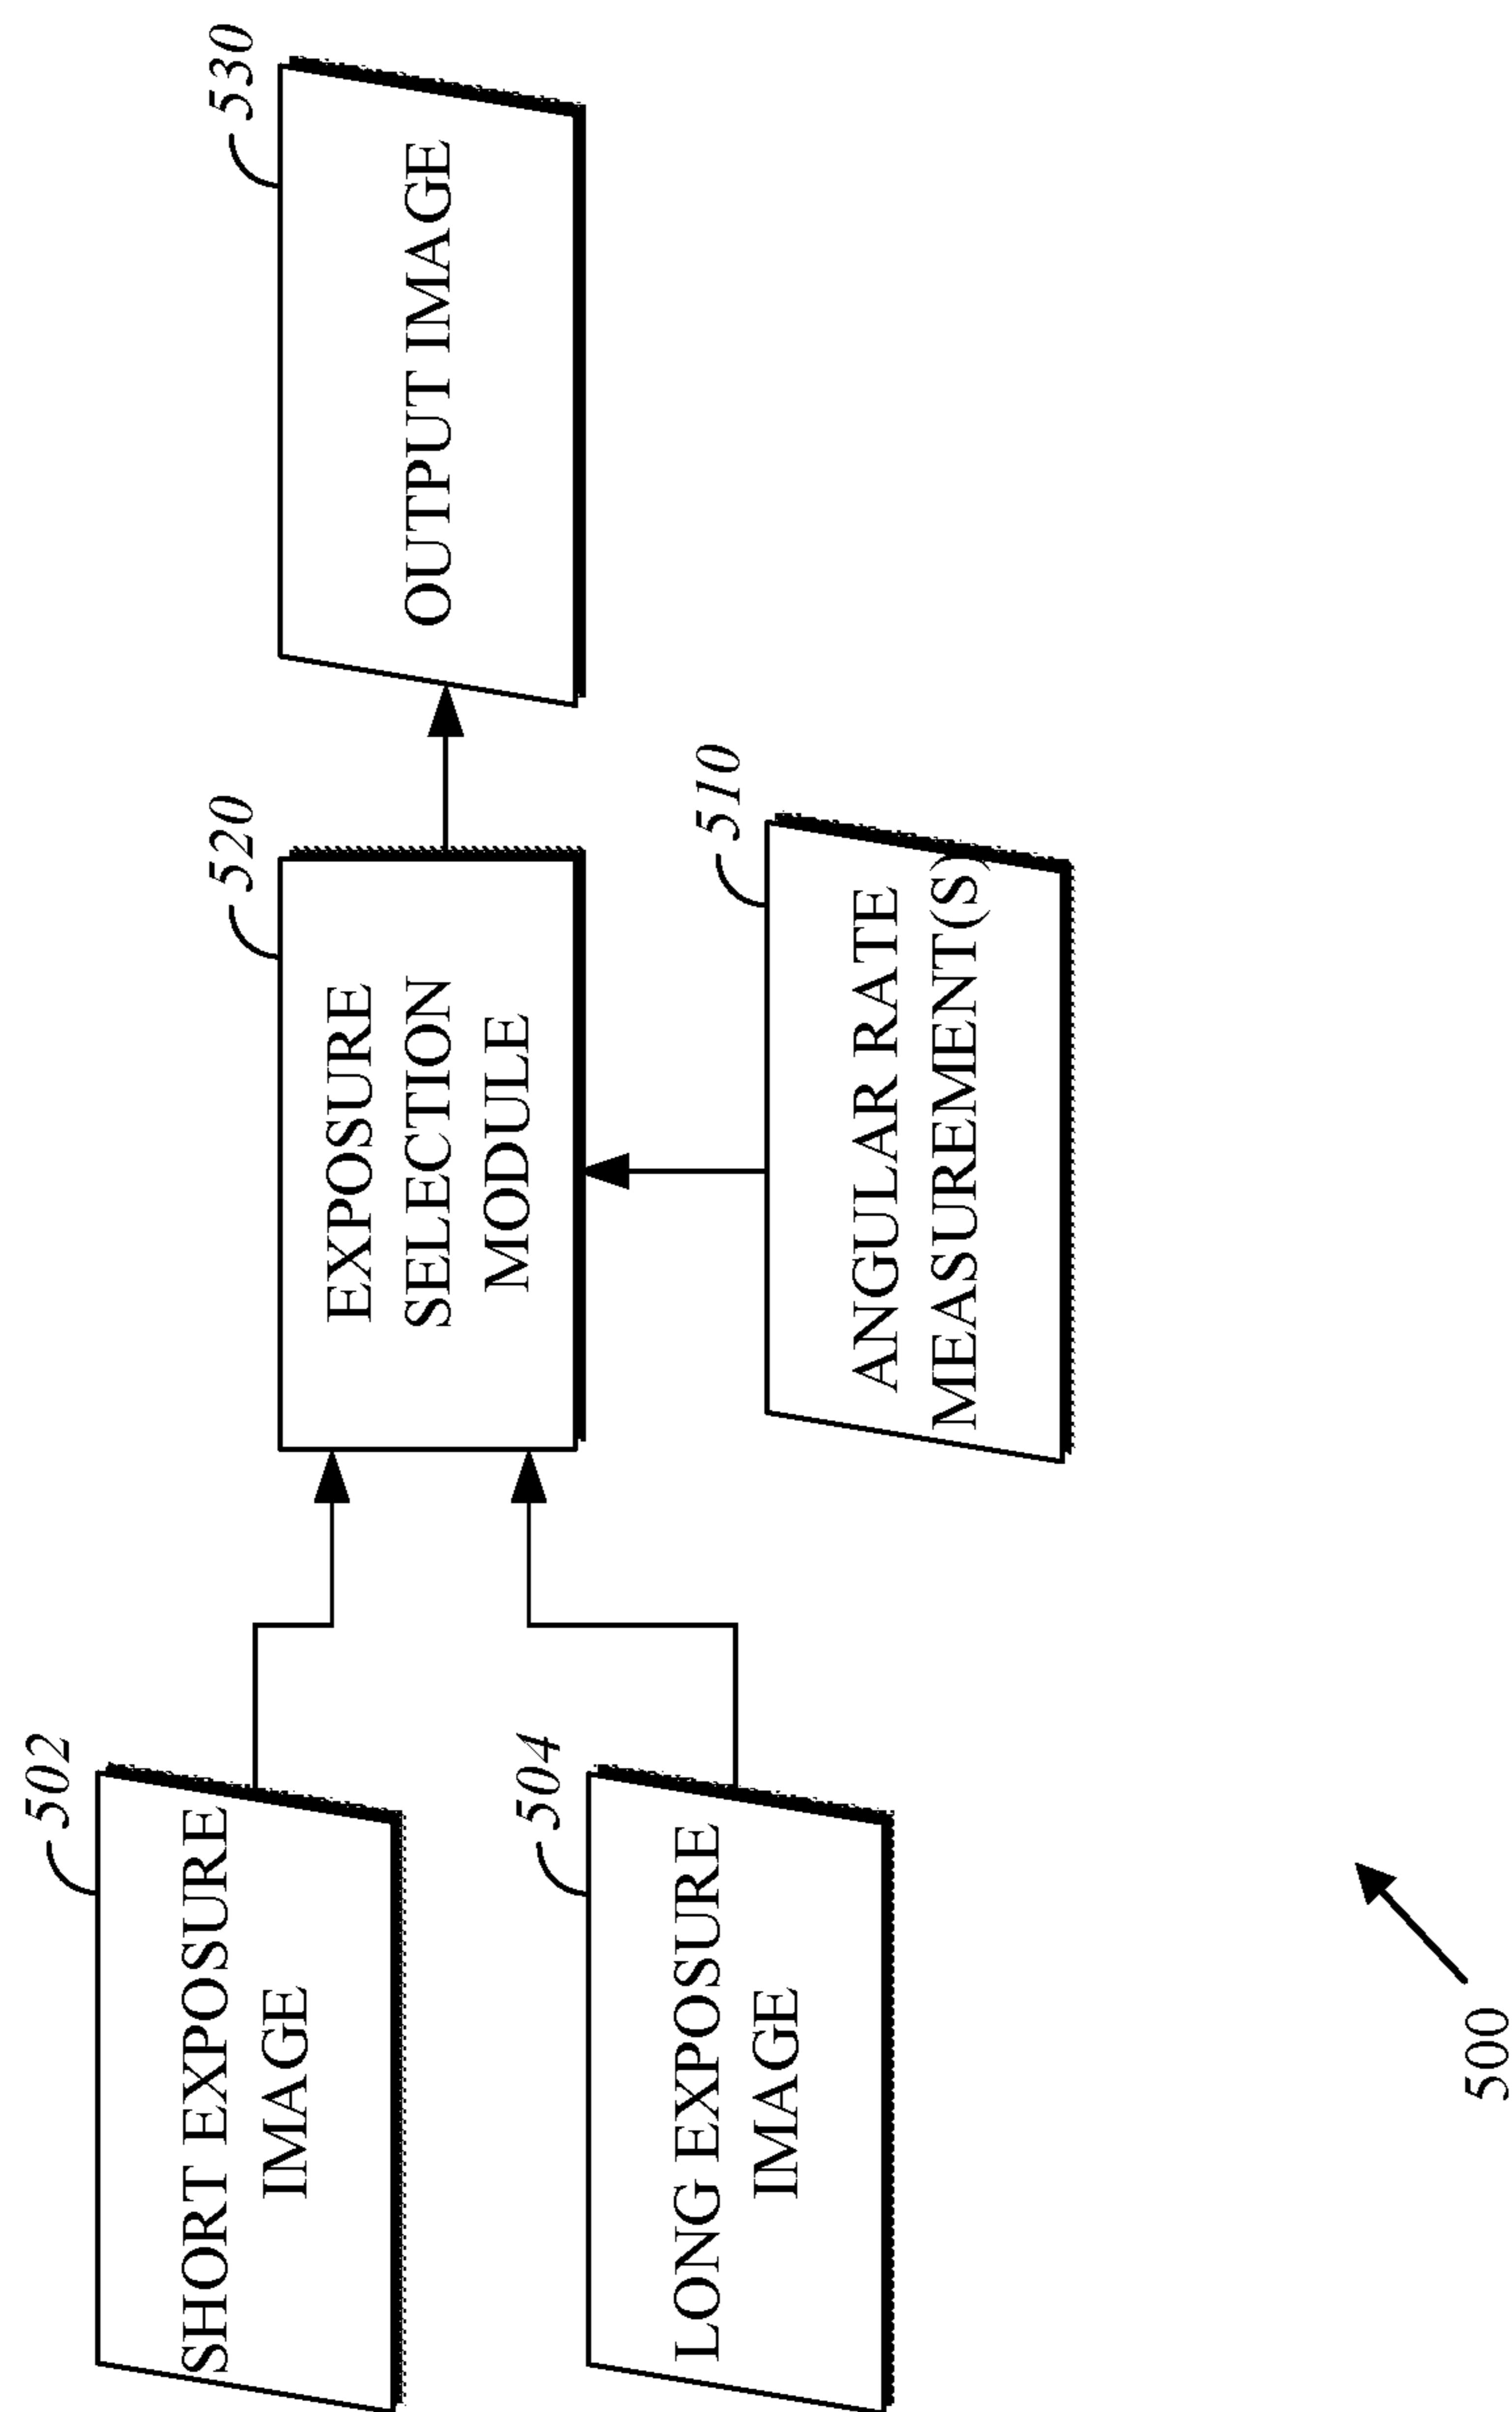 502
SHORT EXPOSURE
IMAGE
504
LONG EXPOSURE
IMAGE
520
EXPOSURE
SELECTION
MODULE
510
ANGULAR RATE
MEASUREMENT(S)
530
OUTPUT IMAGE
500